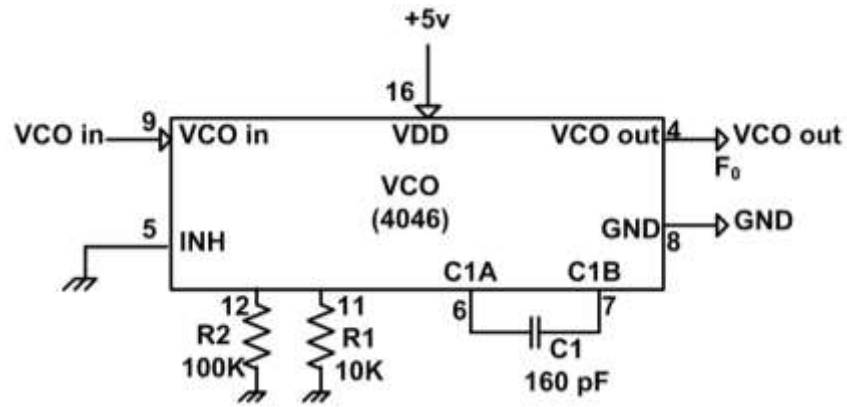 +5v
16
VCO in 9 VCO in VDD VCO out 4 VCO out
F₀
VCO
(4046)
5 INH GND 8 GND
C1A C1B
12 11 6 7
R2 R1 C1
100K 10K 160 pF